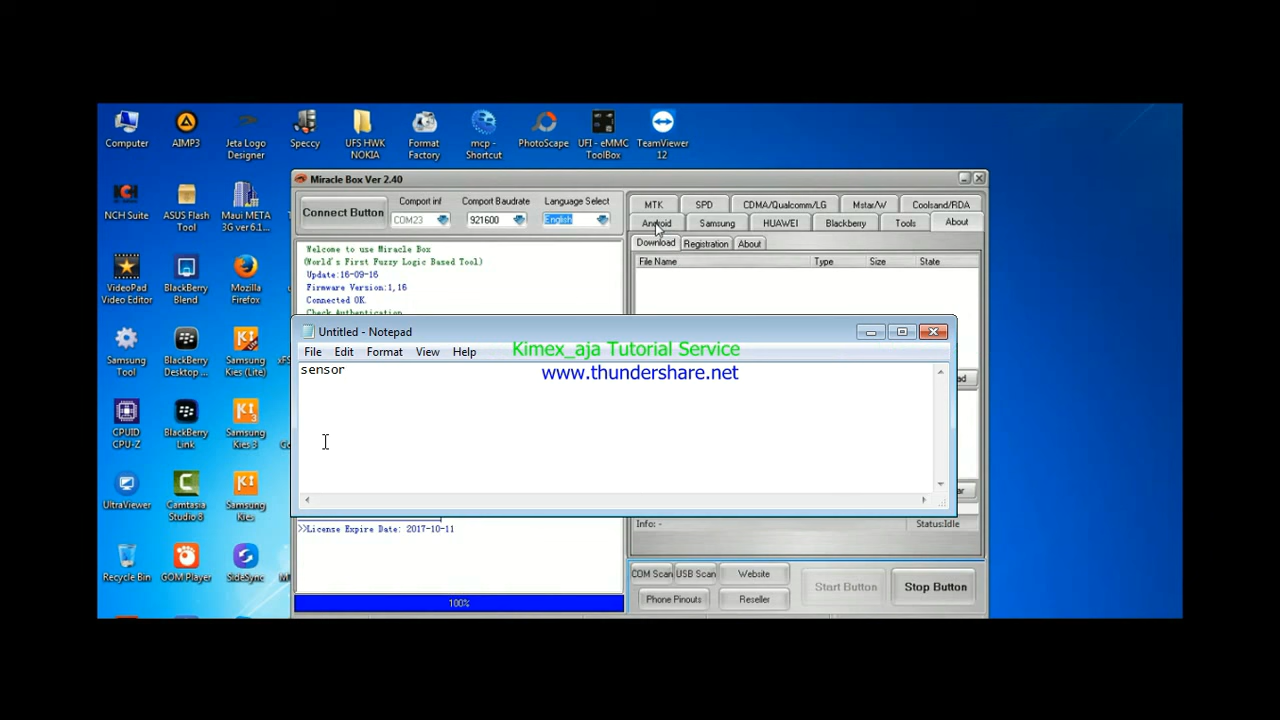 Computer
AIMP3
Jeta Logo
Designer
Speccy
UFS HWK
NOKIA
Format
Factory
mcp -
Shortcut
PhotoScape
UFI - eMMC
ToolBox
TeamViewer
12
NCH Suite
ASUS Flash
Tool
Maui META
3G ver6.1...
VideoPad
Video Editor
BlackBerry
Blend
Mozilla
Firefox
Samsung
Tool
BlackBerry
Desktop ...
Samsung
Kies (Lite)
CPUID
CPU-Z
BlackBerry
Link
Samsung
Kies 3
UltraViewer
Camtasia
Studio 8
Samsung
Kies
Recycle Bin
GOM Player
SideSync
Miracle Box Ver 2.40
Connect Button
Comport inf
Comport Baudrate
Language Select
COM23
921600
English
MTK
SPD
CDMA/Qualcomm/LG
Mstar/W
Coolsand/RDA
Android
Samsung
HUAWEI
Blackberry
Tools
About
Download
Registration
About
File Name
Type
Size
State
Welcome to use Miracle Box
(World's First Fuzzy Logic Based Tool)
Update:16-09-16
Firmware Version:1,16
Connected OK
Check Authentication
Untitled - Notepad
File Edit Format View Help
Kimex_aja Tutorial Service
www.thundershare.net
sensor
>>License Expire Date: 2017-10-11
100%
Info: -
Status:Idle
COM Scan
USB Scan
Website
Phone Pinouts
Reseller
Start Button
Stop Button